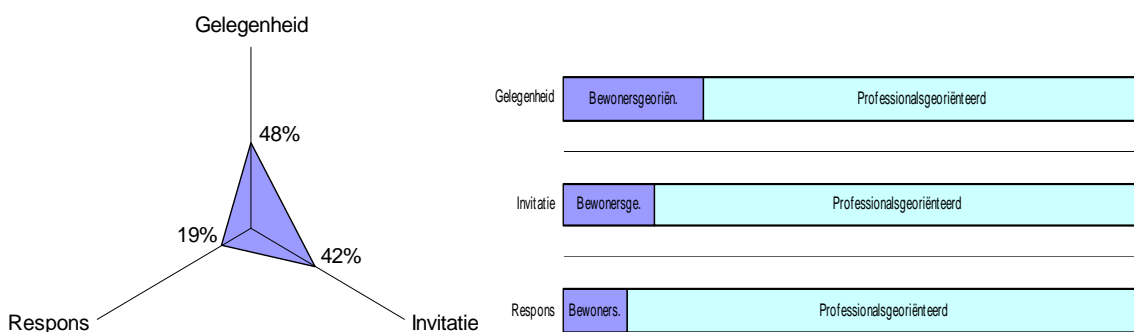 Gelegenheid
48%
19%
42%
Respons
Invitatie
Gelegenheid
Bewonersgeoriën.
Professionalsgeoriënteerd
Invitatie
Bewonersge.
Professionalsgeoriënteerd
Respons
Bewoners.
Professionalsgeoriënteerd